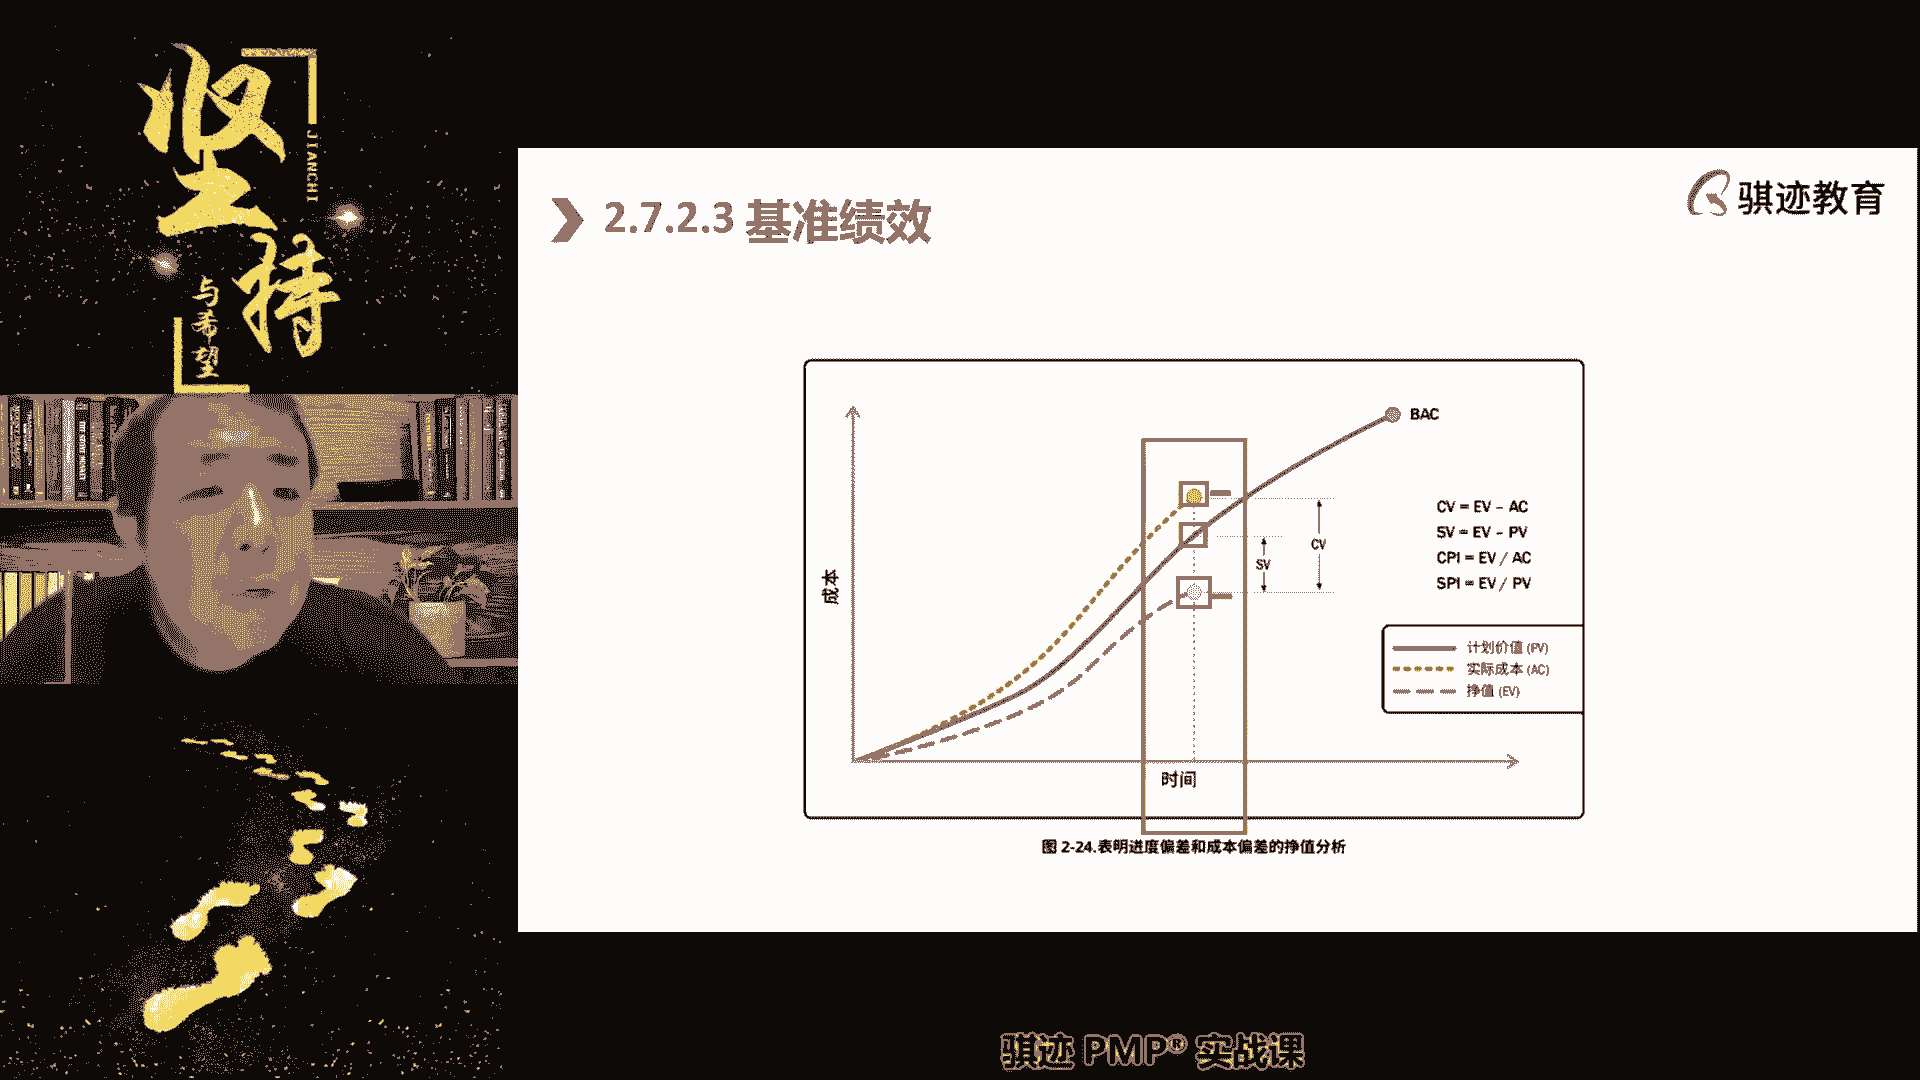 坚持
JIANCHI
与希望
骐迹教育
2.7.2.3 基准绩效
BAC
CV = EV – AC
SV = EV – PV
CPI = EV / AC
SPI = EV / PV
CV
SV
成本
计划价值 (PV)
实际成本 (AC)
挣值 (EV)
时间
图 2-24.表明进度偏差和成本偏差的挣值分析
骐迹 PMP® 实战课